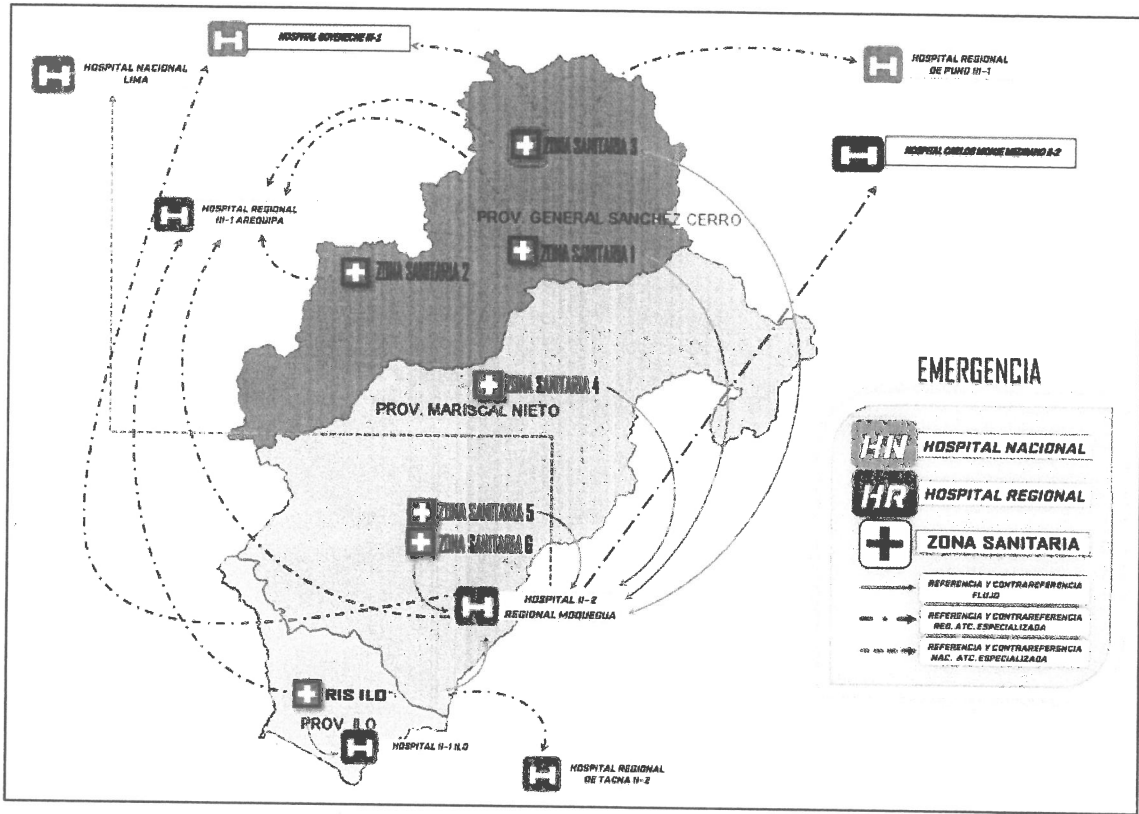 HOSPITAL GOYENECHE III-1
HOSPITAL NACIONAL
LIMA
HOSPITAL REGIONAL
DE PUNO III-1
ZONA SANITARIA 3
HOSPITAL CARLOS MONGE MEDRANO II-2
HOSPITAL REGIONAL
III-1 AREQUIPA
PROV. GENERAL SANCHEZ CERRO
ZONA SANITARIA 1
ZONA SANITARIA 2
EMERGENCIA
ZONA SANITARIA 4
PROV. MARISCAL NIETO
HN HOSPITAL NACIONAL
HR HOSPITAL REGIONAL
ZONA SANITARIA 5
ZONA SANITARIA 6
ZONA SANITARIA
REFERENCIA Y CONTRAREFERENCIA
FLUJO
HOSPITAL II-2
REGIONAL MOQUEGUA
REFERENCIA Y CONTRAREFERENCIA
REG. ATC. ESPECIALIZADA
REFERENCIA Y CONTRAREFERENCIA
NAC. ATC. ESPECIALIZADA
RIS ILO
PROV. ILO
HOSPITAL II-1 ILO
HOSPITAL REGIONAL
DE TACNA II-2